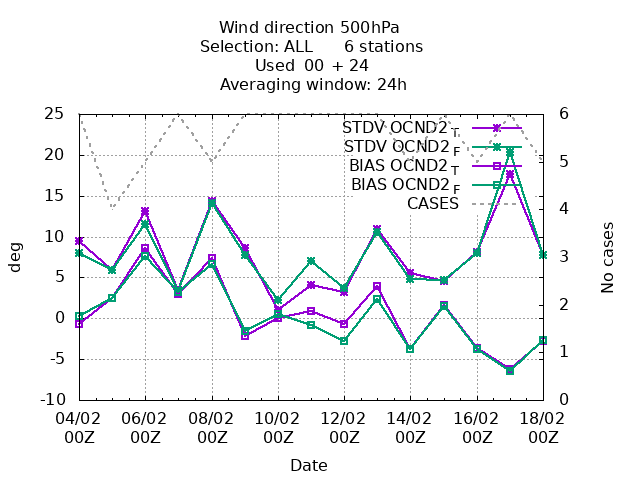 Wind direction 500hPa
Selection: ALL 6 stations
Used 00 + 24
Averaging window: 24h
25
20
15
10
5
0
-5
-10
deg
6
5
4
3
2
1
0
No cases
STDV OCND2_T
STDV OCND2_F
BIAS OCND2_T
BIAS OCND2_F
CASES
04/02 06/02 08/02 10/02 12/02 14/02 16/02 18/02
00Z 00Z 00Z 00Z 00Z 00Z 00Z 00Z
Date